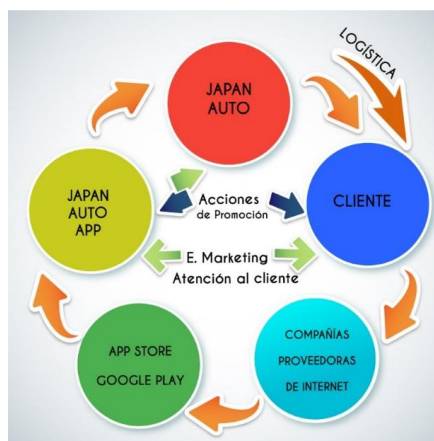 LOGÍSTICA
JAPAN
AUTO
JAPAN
AUTO
APP
Acciones
de Promoción
CLIENTE
E. Marketing
Atención al cliente
APP STORE
GOOGLE PLAY
COMPAÑÍAS
PROVEEDORAS
DE INTERNET